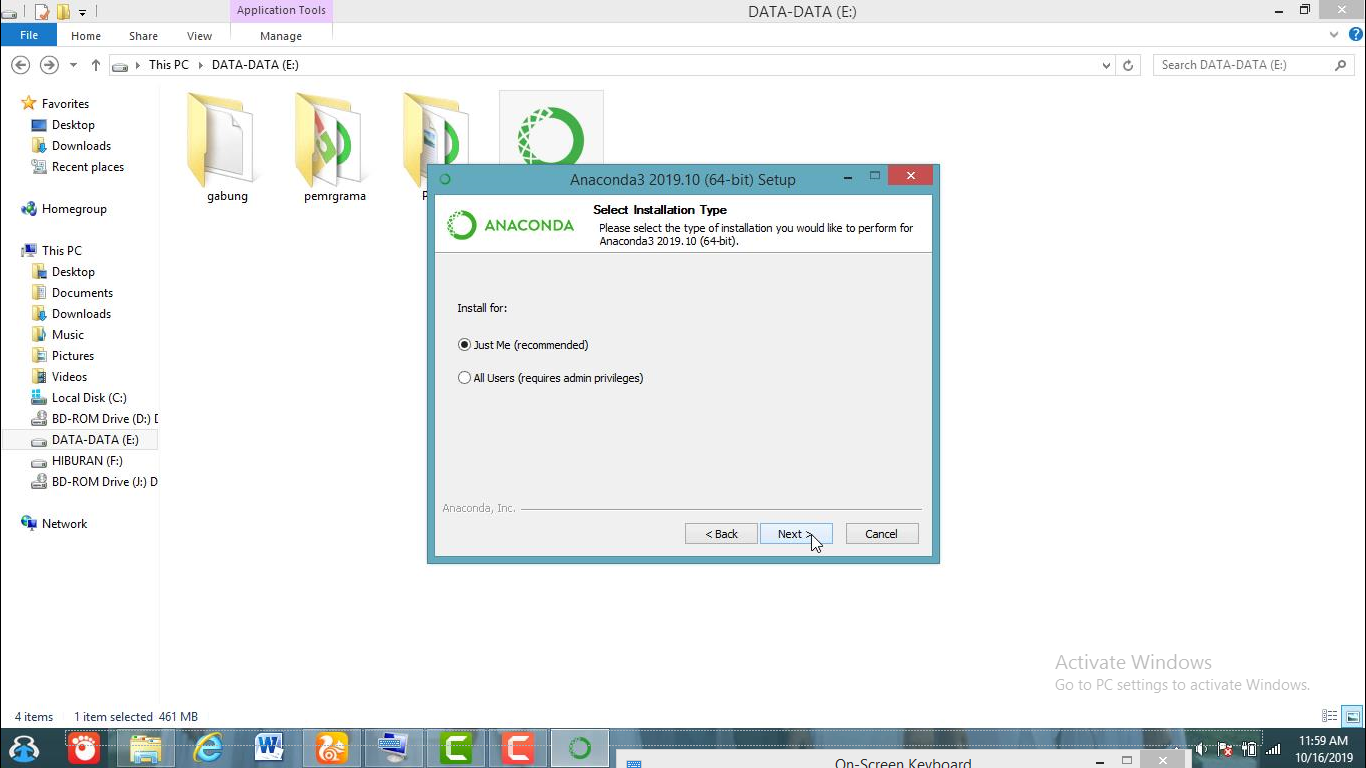 Application Tools
DATA-DATA (E:)
File
Home
Share
View
Manage
This PC
DATA-DATA (E:)
Search DATA-DATA (E:)
Favorites
Desktop
Downloads
Recent places
Homegroup
This PC
Desktop
Documents
Downloads
Music
Pictures
Videos
Local Disk (C:)
BD-ROM Drive (D:) D
DATA-DATA (E:)
HIBURAN (F:)
BD-ROM Drive (J:) D
Network
gabung
pemrgrama
P
Anaconda3 2019.10 (64-bit) Setup
ANACONDA
Select Installation Type
Please select the type of installation you would like to perform for
Anaconda3 2019.10 (64-bit).
Install for:
Just Me (recommended)
All Users (requires admin privileges)
Anaconda, Inc.
< Back
Next >
Cancel
Activate Windows
Go to PC settings to activate Windows.
4 items
1 item selected 461 MB
On-Screen Keyboard
11:59 AM
10/16/2019